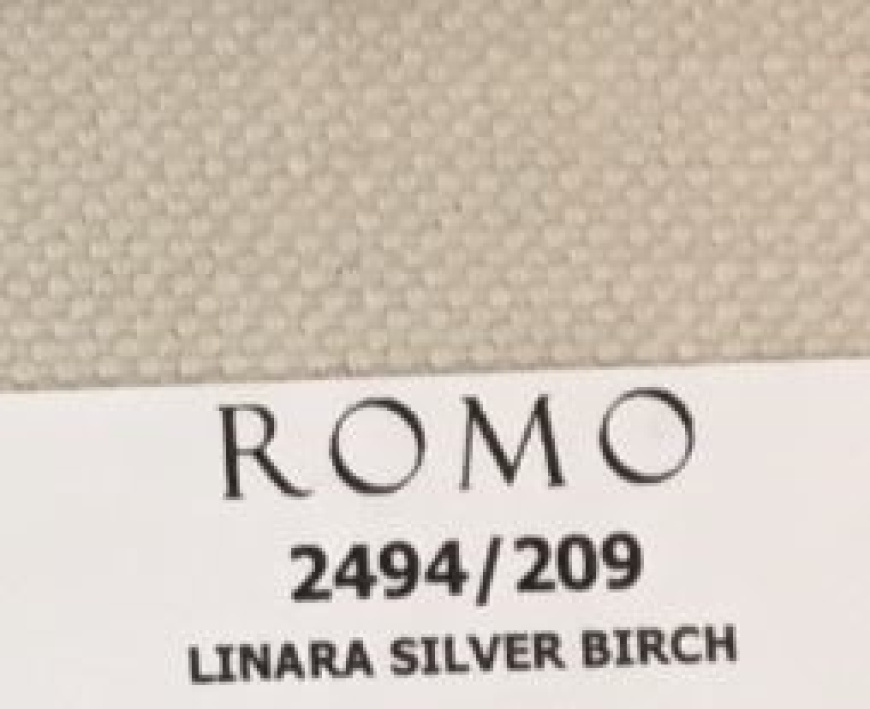 ROMO
2494/209
LINARA SILVER BIRCH